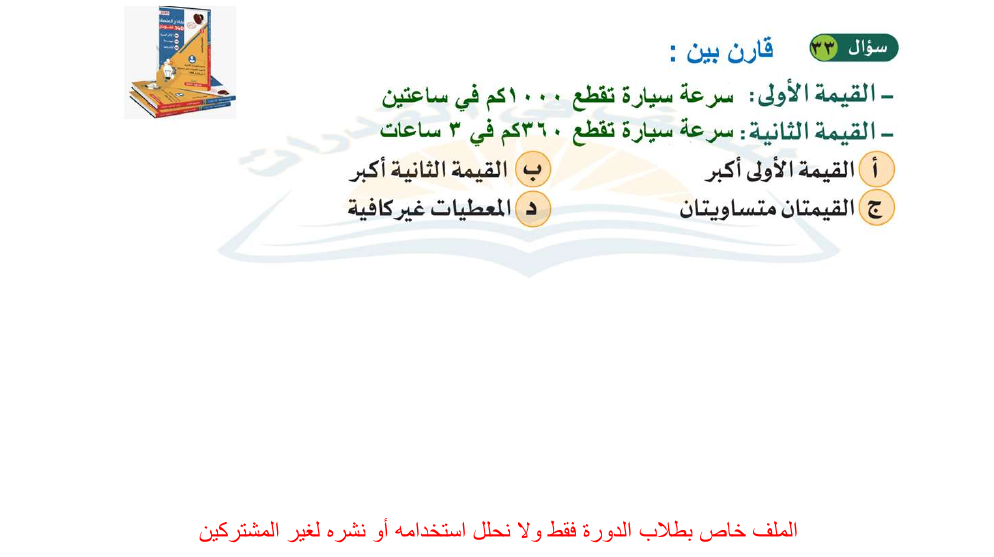 سؤال ٣٣ قارن بين :
- القيمة الأولى: سرعة سيارة تقطع ١٠٠٠كم في ساعتين
- القيمة الثانية: سرعة سيارة تقطع ٣٦٠كم في ٣ ساعات
أ القيمة الأولى أكبر ب القيمة الثانية أكبر
ج القيمتان متساويتان د المعطيات غير كافية
الملف خاص بطلاب الدورة فقط ولا نحلل استخدامه أو نشره لغير المشتركين